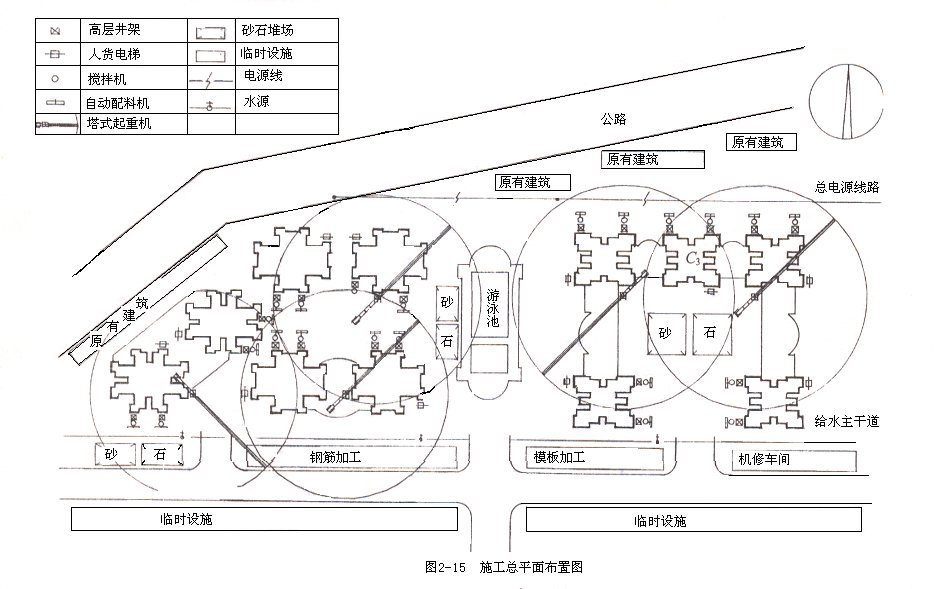 高层井架
砂石堆场
人货电梯
临时设施
搅拌机
电源线
自动配料机
水源
塔式起重机
公路
原有建筑
原有建筑
原有建筑
总电源线路
原有建筑
砂
石
游泳池
C3
砂
石
给水主干道
砂
石
钢筋加工
模板加工
机修车间
临时设施
临时设施
图2-15 施工总平面布置图